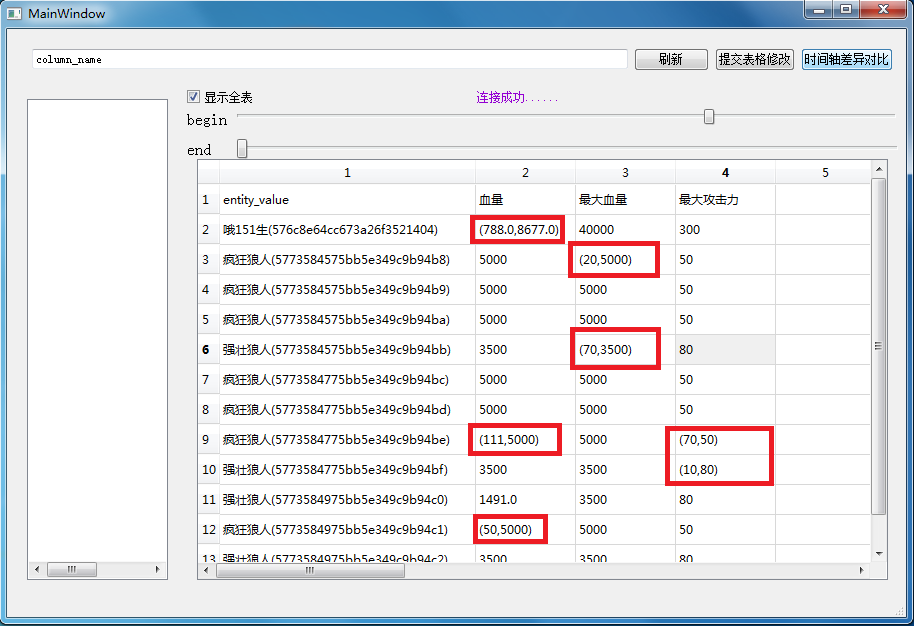 MainWindow
column_name
刷新 提交表格修改 时间轴差异对比
显示全表 连接成功......
begin
end
1 2 3 4 5
1 entity_value 血量 最大血量 最大攻击力
2 哦151生(576c8e64cc673a26f3521404) (788.0,8677.0) 40000 300
3 疯狂狼人(5773584575bb5e349c9b94b8) 5000 (20,5000) 50
4 疯狂狼人(5773584575bb5e349c9b94b9) 5000 5000 50
5 疯狂狼人(5773584575bb5e349c9b94ba) 5000 5000 50
6 强壮狼人(5773584575bb5e349c9b94bb) 3500 (70,3500) 80
7 疯狂狼人(5773584775bb5e349c9b94bc) 5000 5000 50
8 疯狂狼人(5773584775bb5e349c9b94bd) 5000 5000 50
9 疯狂狼人(5773584775bb5e349c9b94be) (111,5000) 5000 (70,50)
10 强壮狼人(5773584775bb5e349c9b94bf) 3500 3500 (10,80)
11 强壮狼人(5773584975bb5e349c9b94c0) 1491.0 3500 80
12 疯狂狼人(5773584975bb5e349c9b94c1) (50,5000) 5000 50
13 强壮狼人(5773584975bb5e349c9b94c2) 3500 3500 80